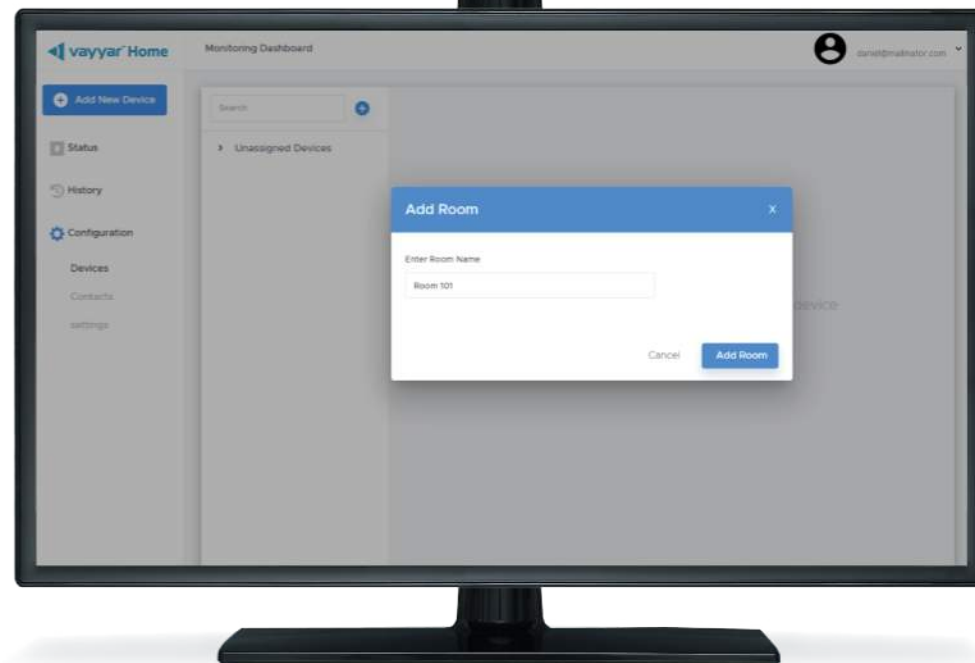 vayyar Home
Monitoring Dashboard
daniel@mailinator.com
Add New Device
Search
Status
Unassigned Devices
History
Configuration
Devices
Contacts
settings
Add Room
X
Enter Room Name
Room 101
device
Cancel
Add Room